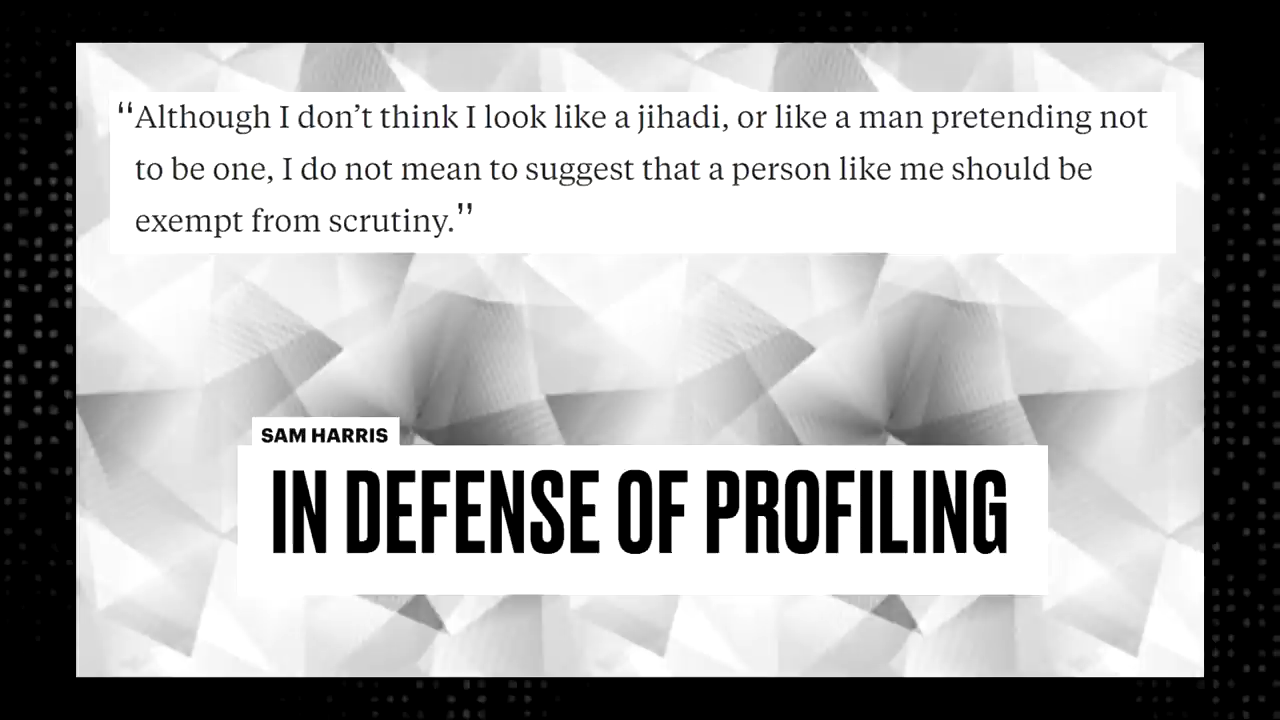 “Although I don’t think I look like a jihadi, or like a man pretending not
to be one, I do not mean to suggest that a person like me should be
exempt from scrutiny.”
SAM HARRIS
IN DEFENSE OF PROFILING